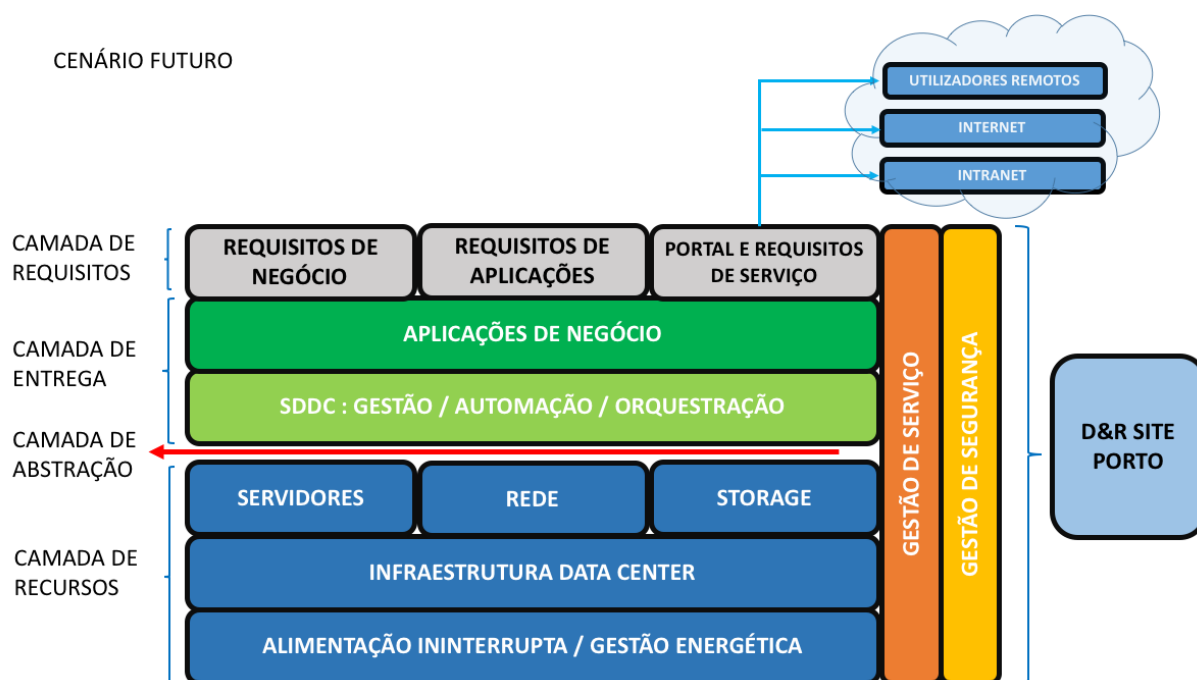 CENÁRIO FUTURO
UTILIZADORES REMOTOS
INTERNET
INTRANET
CAMADA DE
REQUISITOS
REQUISITOS DE
NEGÓCIO
REQUISITOS DE
APLICAÇÕES
PORTAL E REQUISITOS
DE SERVIÇO
CAMADA DE
ENTREGA
APLICAÇÕES DE NEGÓCIO
SDDC : GESTÃO / AUTOMAÇÃO / ORQUESTRAÇÃO
CAMADA DE
ABSTRAÇÃO
CAMADA DE
RECURSOS
SERVIDORES
REDE
STORAGE
INFRAESTRUTURA DATA CENTER
ALIMENTAÇÃO ININTERRUPTA / GESTÃO ENERGÉTICA
GESTÃO DE SERVIÇO
GESTÃO DE SEGURANÇA
D&R SITE
PORTO